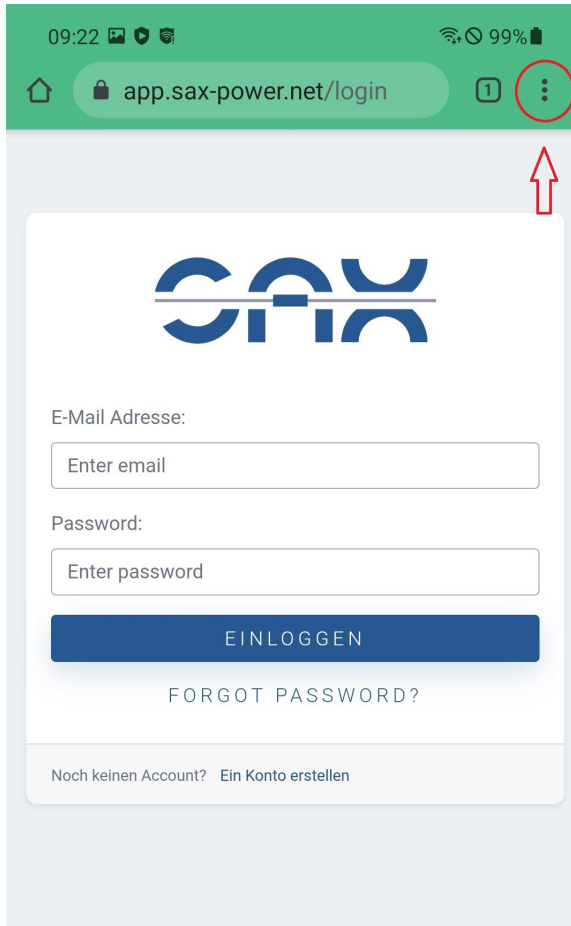 09:22 99%
app.sax-power.net/login 1
SAX
E-Mail Adresse:
Enter email
Password:
Enter password
EINLOGGEN
FORGOT PASSWORD?
Noch keinen Account? Ein Konto erstellen